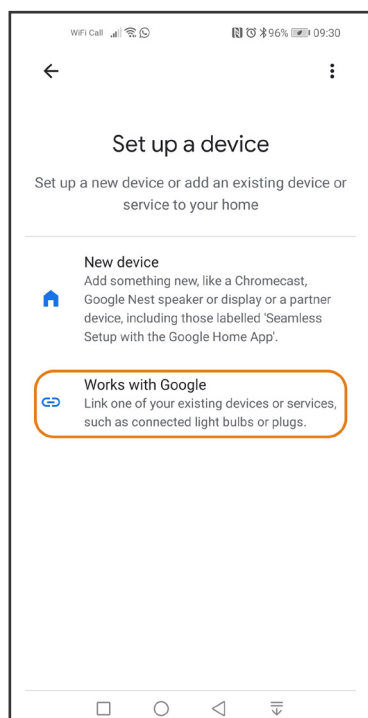 WiFi Call 96% 09:30
Set up a device
Set up a new device or add an existing device or
service to your home
New device
Add something new, like a Chromecast,
Google Nest speaker or display or a partner
device, including those labelled 'Seamless
Setup with the Google Home App'.
Works with Google
Link one of your existing devices or services,
such as connected light bulbs or plugs.